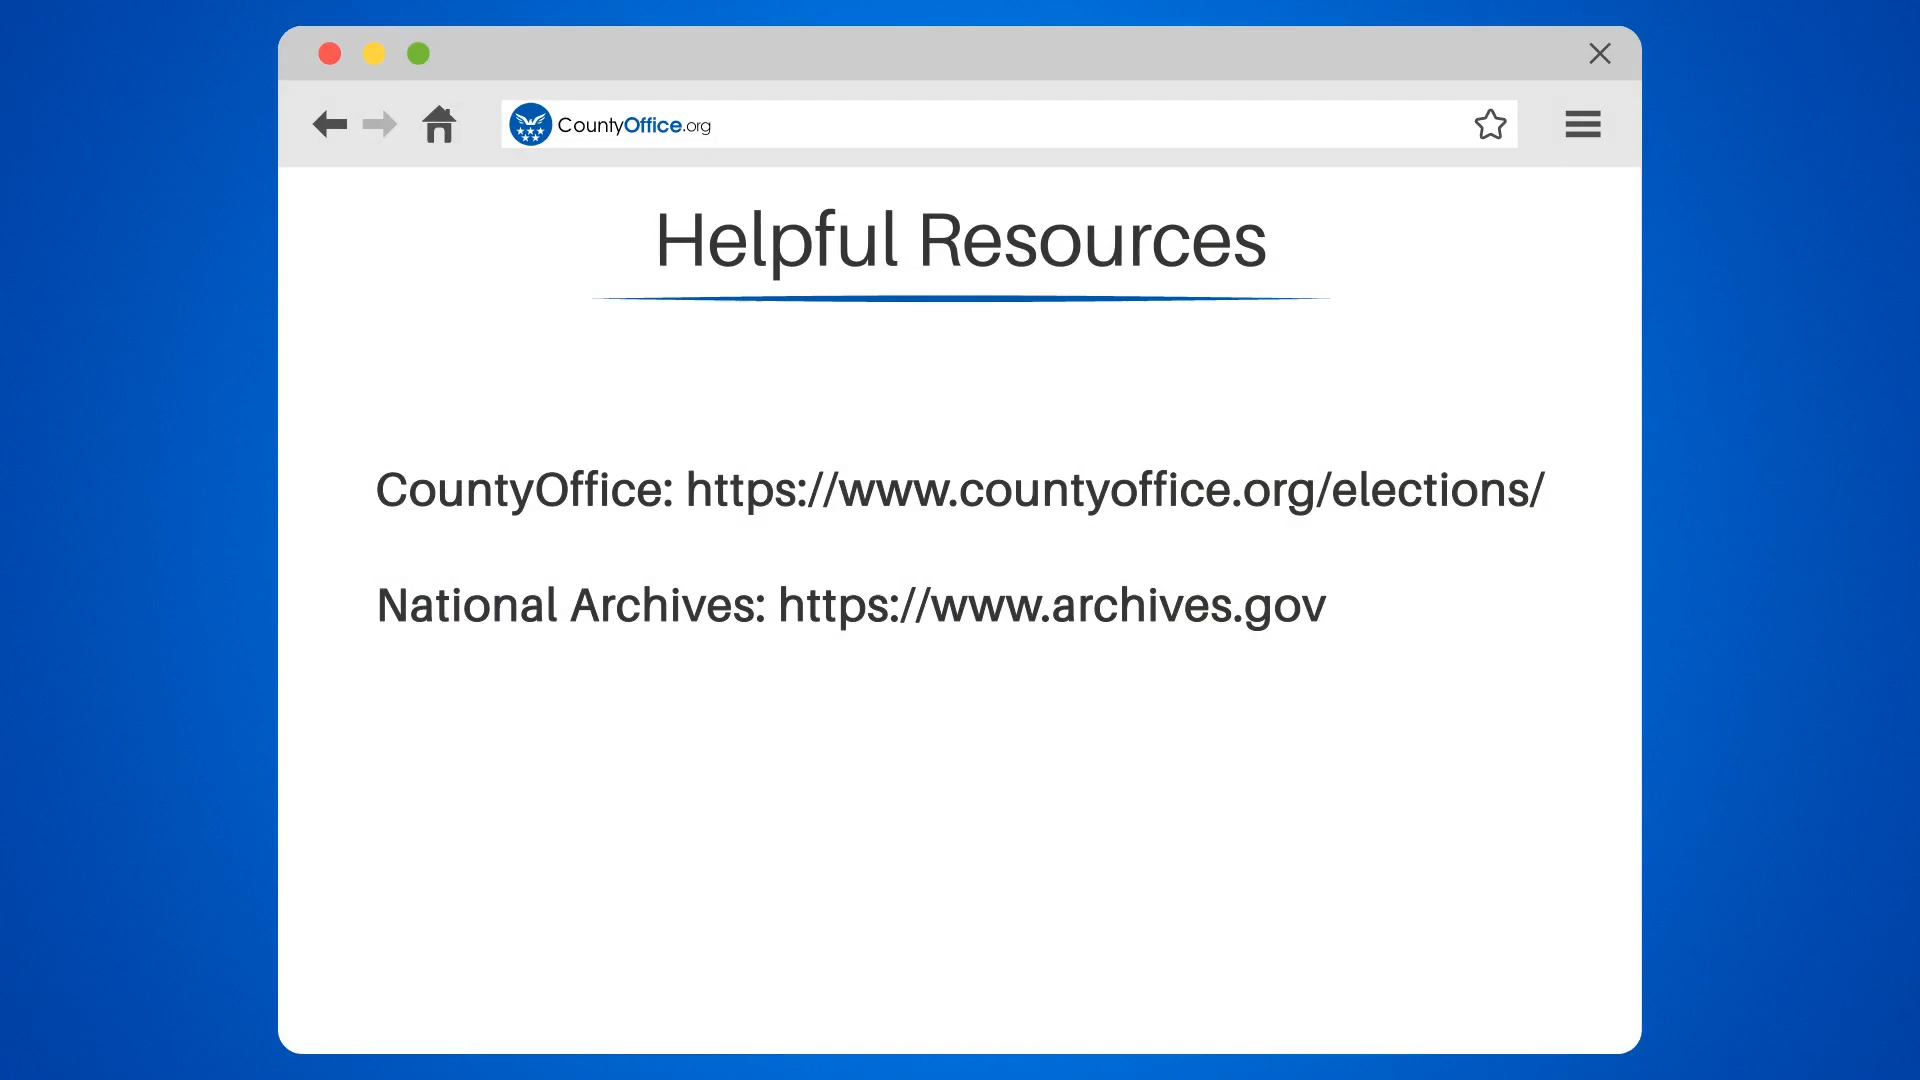 CountyOffice.org
Helpful Resources
CountyOffice: https://www.countyoffice.org/elections/
National Archives: https://www.archives.gov